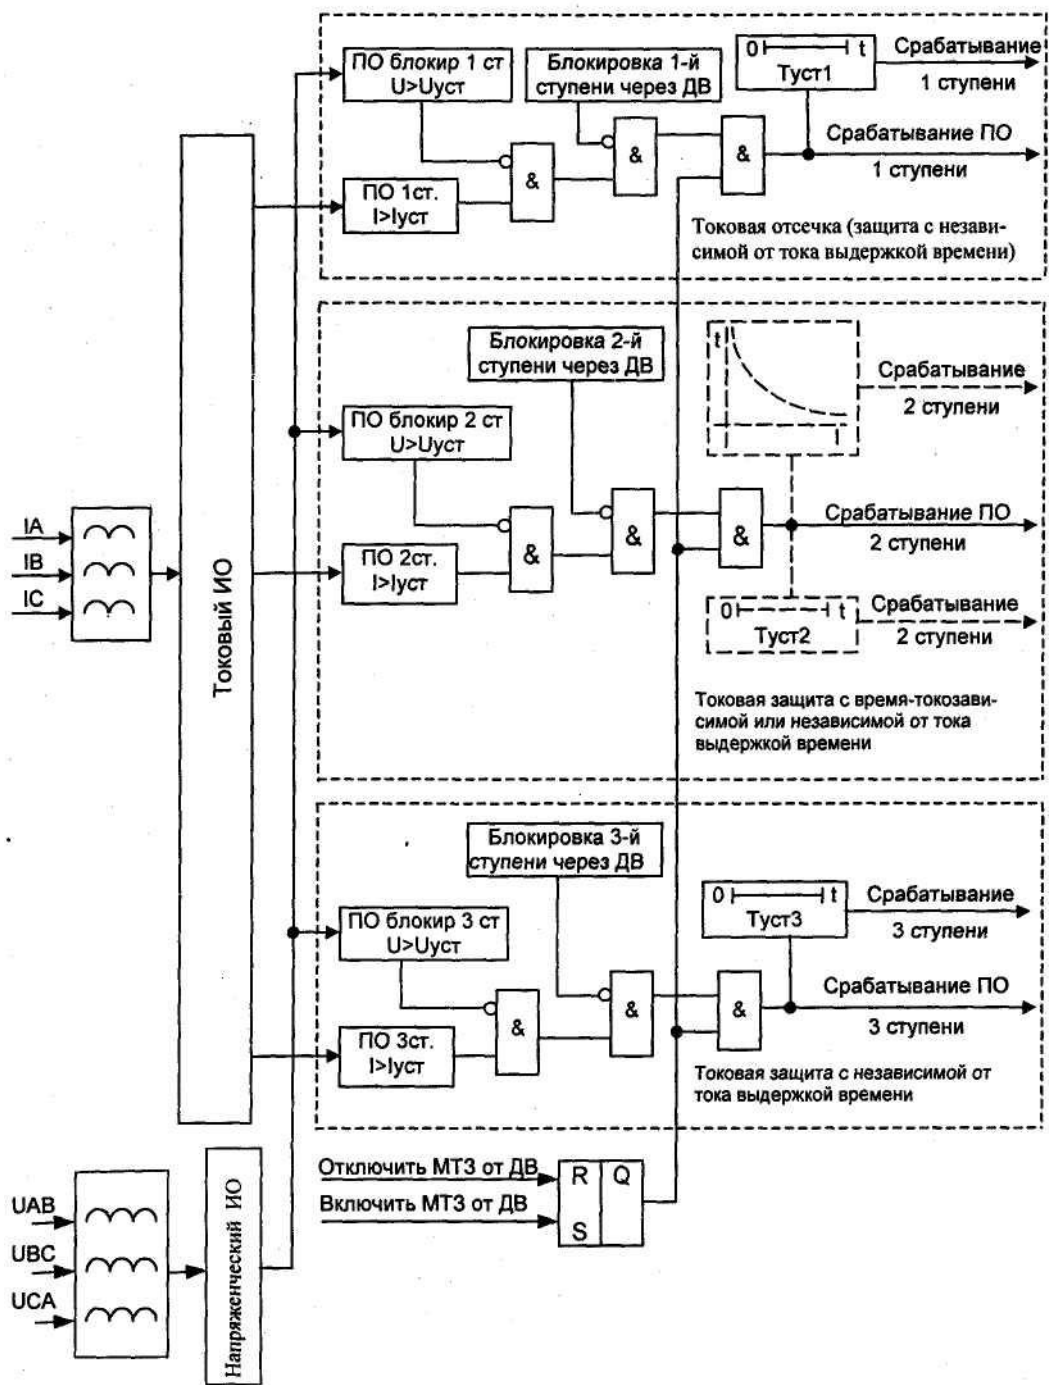 ПО блокир 1 ст
U>Uуст
Блокировка 1-й
ступени через ДВ
0 t
Туст1
Срабатывание
1 ступени
&
&
&
Срабатывание ПО
1 ступени
ПО 1ст.
I>Iуст
Токовая отсечка (защита с незави-
симой от тока выдержкой времени)
Блокировка 2-й
ступени через ДВ
t
I
Срабатывание
2 ступени
ПО блокир 2 ст
U>Uуст
&
&
&
Срабатывание ПО
2 ступени
ПО 2ст.
I>Iуст
0 t
Туст2
Срабатывание
2 ступени
Токовая защита с время-токозави-
симой или независимой от тока
выдержкой времени
IA
IB
IC
Токовый ИО
Блокировка 3-й
ступени через ДВ
0 t
Туст3
Срабатывание
3 ступени
ПО блокир 3 ст
U>Uуст
&
&
&
Срабатывание ПО
3 ступени
ПО 3ст.
I>Iуст
Токовая защита с независимой от
тока выдержкой времени
Отключить МТЗ от ДВ
Включить МТЗ от ДВ
R Q
S
UAB
UBC
UCA
Напряженческий ИО